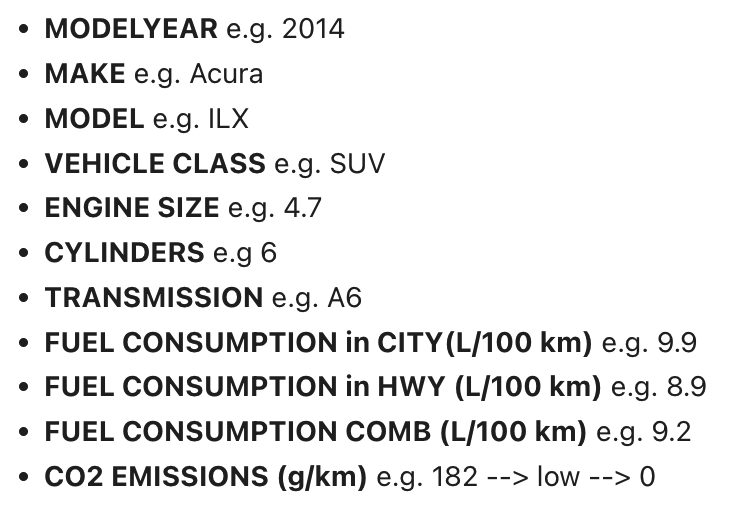 • MODELYEAR e.g. 2014
• MAKE e.g. Acura
• MODEL e.g. ILX
• VEHICLE CLASS e.g. SUV
• ENGINE SIZE e.g. 4.7
• CYLINDERS e.g 6
• TRANSMISSION e.g. A6
• FUEL CONSUMPTION in CITY(L/100 km) e.g. 9.9
• FUEL CONSUMPTION in HWY (L/100 km) e.g. 8.9
• FUEL CONSUMPTION COMB (L/100 km) e.g. 9.2
• CO2 EMISSIONS (g/km) e.g. 182 --> low --> 0